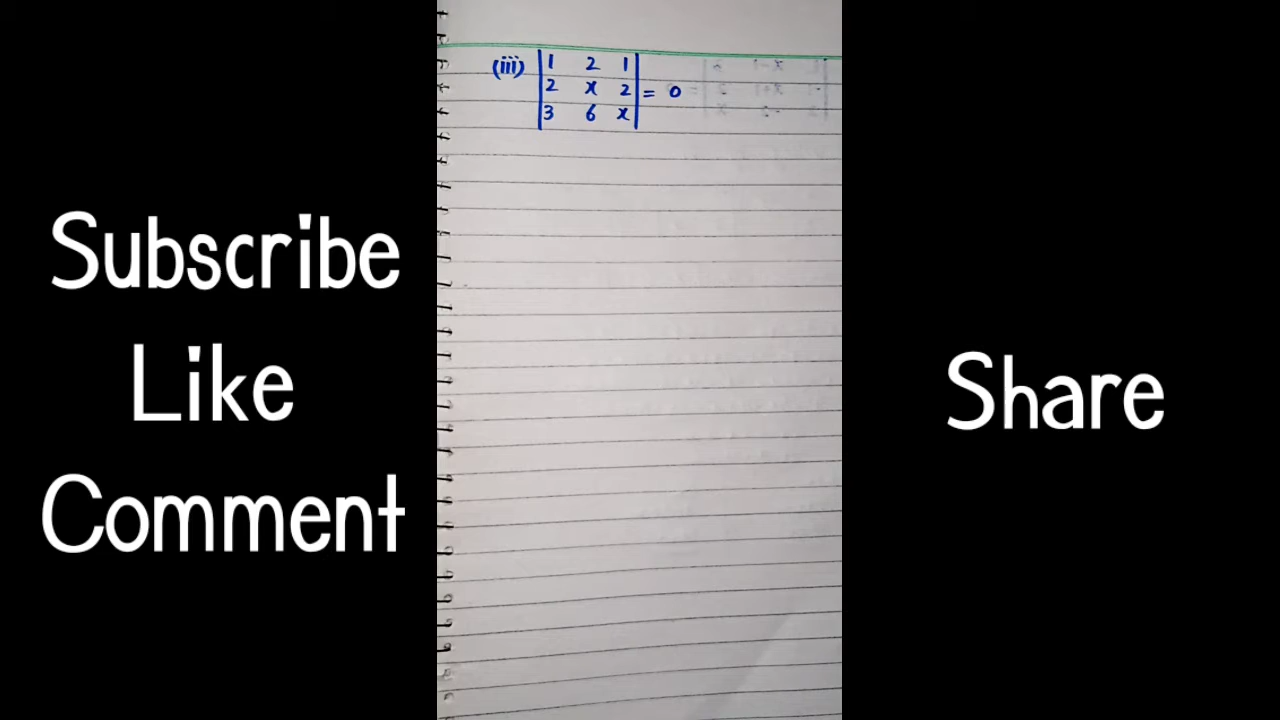 Subscribe
Like
Comment
(iii) | 1 2 1 |
| 2 x 2 | = 0
| 3 6 x |
Share